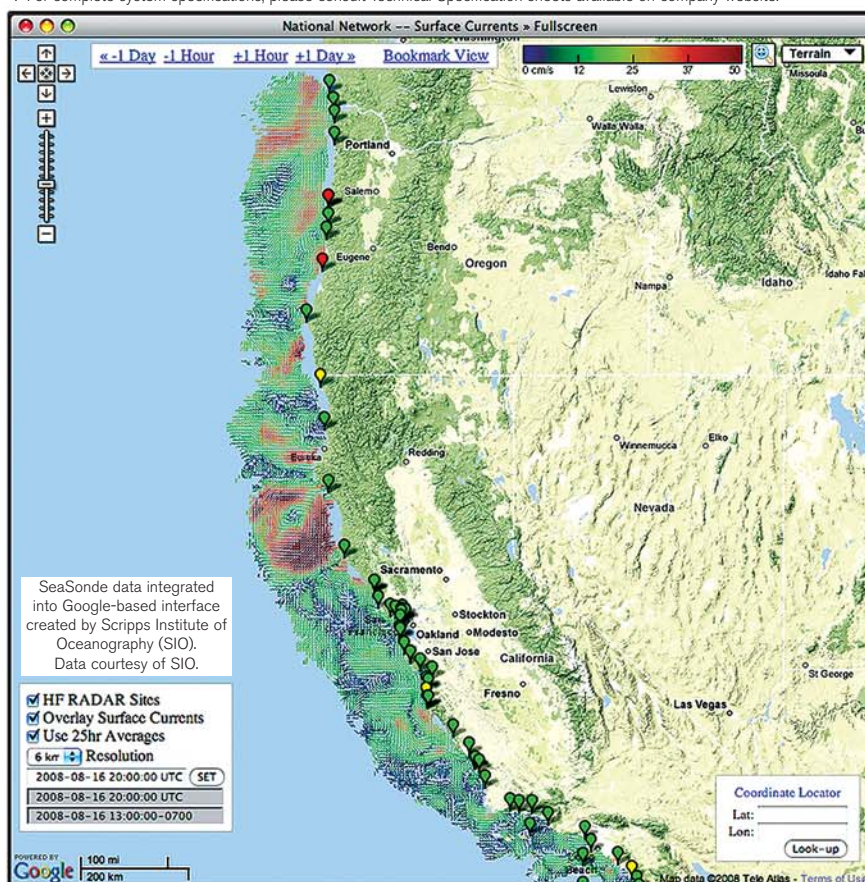 National Network -- Surface Currents » Fullscreen
« -1 Day -1 Hour +1 Hour +1 Day » Bookmark View
0 cm/s 12 25 37 50
Terrain
Washington
Missoula
Lewiston
Walla Walla
Portland
Salem
Bend
Eugene
Oregon
Idaho
Idaho Fal
Nampa
Eureka
Redding
Winnemucca
Elko
Nevada
Sacramento
Stockton
Oakland
Modesto
San Jose
California
Fresno
St George
Las Vegas
Beach
SeaSonde data integrated
into Google-based interface
created by Scripps Institute of
Oceanography (SIO).
Data courtesy of SIO.
HF RADAR Sites
Overlay Surface Currents
Use 25hr Averages
6 km Resolution
2008-08-16 20:00:00 UTC SET
2008-08-16 20:00:00 UTC
2008-08-16 13:00:00-0700
Coordinate Locator
Lat:
Lon:
Look-up
POWERED BY
Google
100 mi
200 km
Map data ©2008 Tele Atlas - Terms of Us